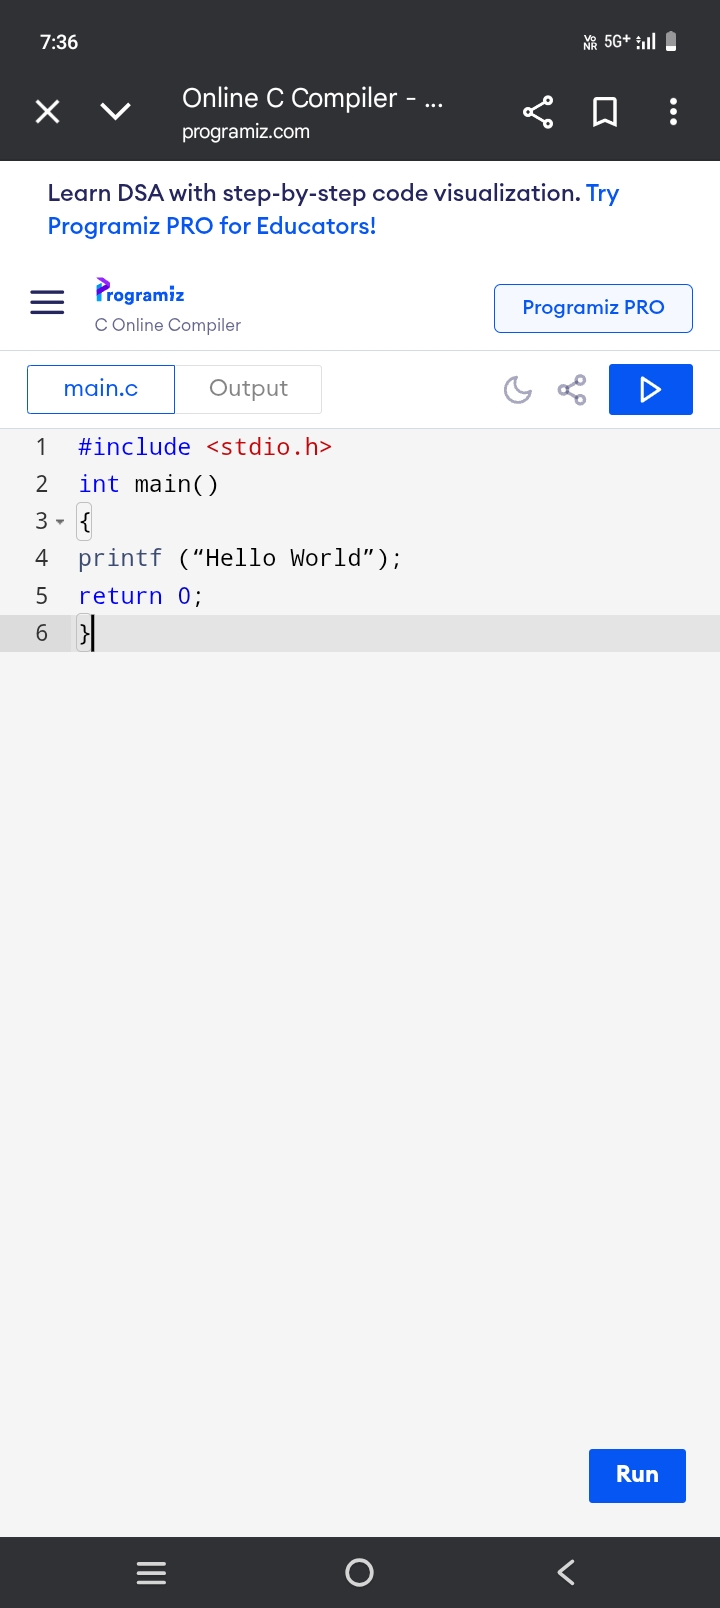 7:36
Vo NR 5G+
Online C Compiler - ...
programiz.com
Learn DSA with step-by-step code visualization. Try
Programiz PRO for Educators!
Programiz
C Online Compiler
Programiz PRO
main.c
Output
1 #include <stdio.h>
2 int main()
3 {
4 printf (“Hello World”);
5 return 0;
6 }
Run